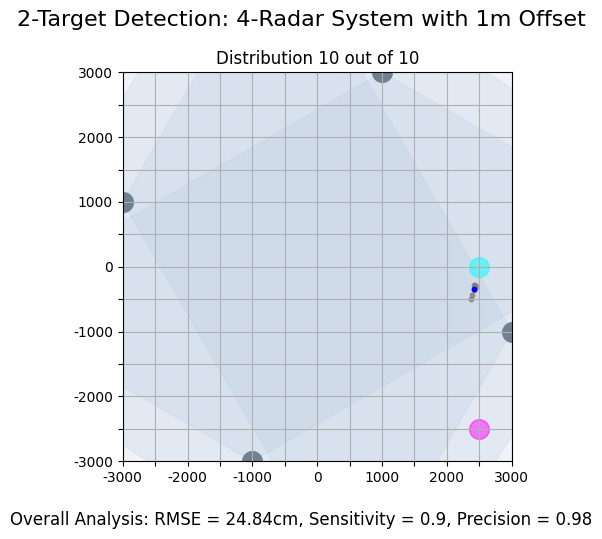 2-Target Detection: 4-Radar System with 1m Offset
Distribution 10 out of 10
3000
2000
1000
0
-1000
-2000
-3000
-3000 -2000 -1000 0 1000 2000 3000
Overall Analysis: RMSE = 24.84cm, Sensitivity = 0.9, Precision = 0.98